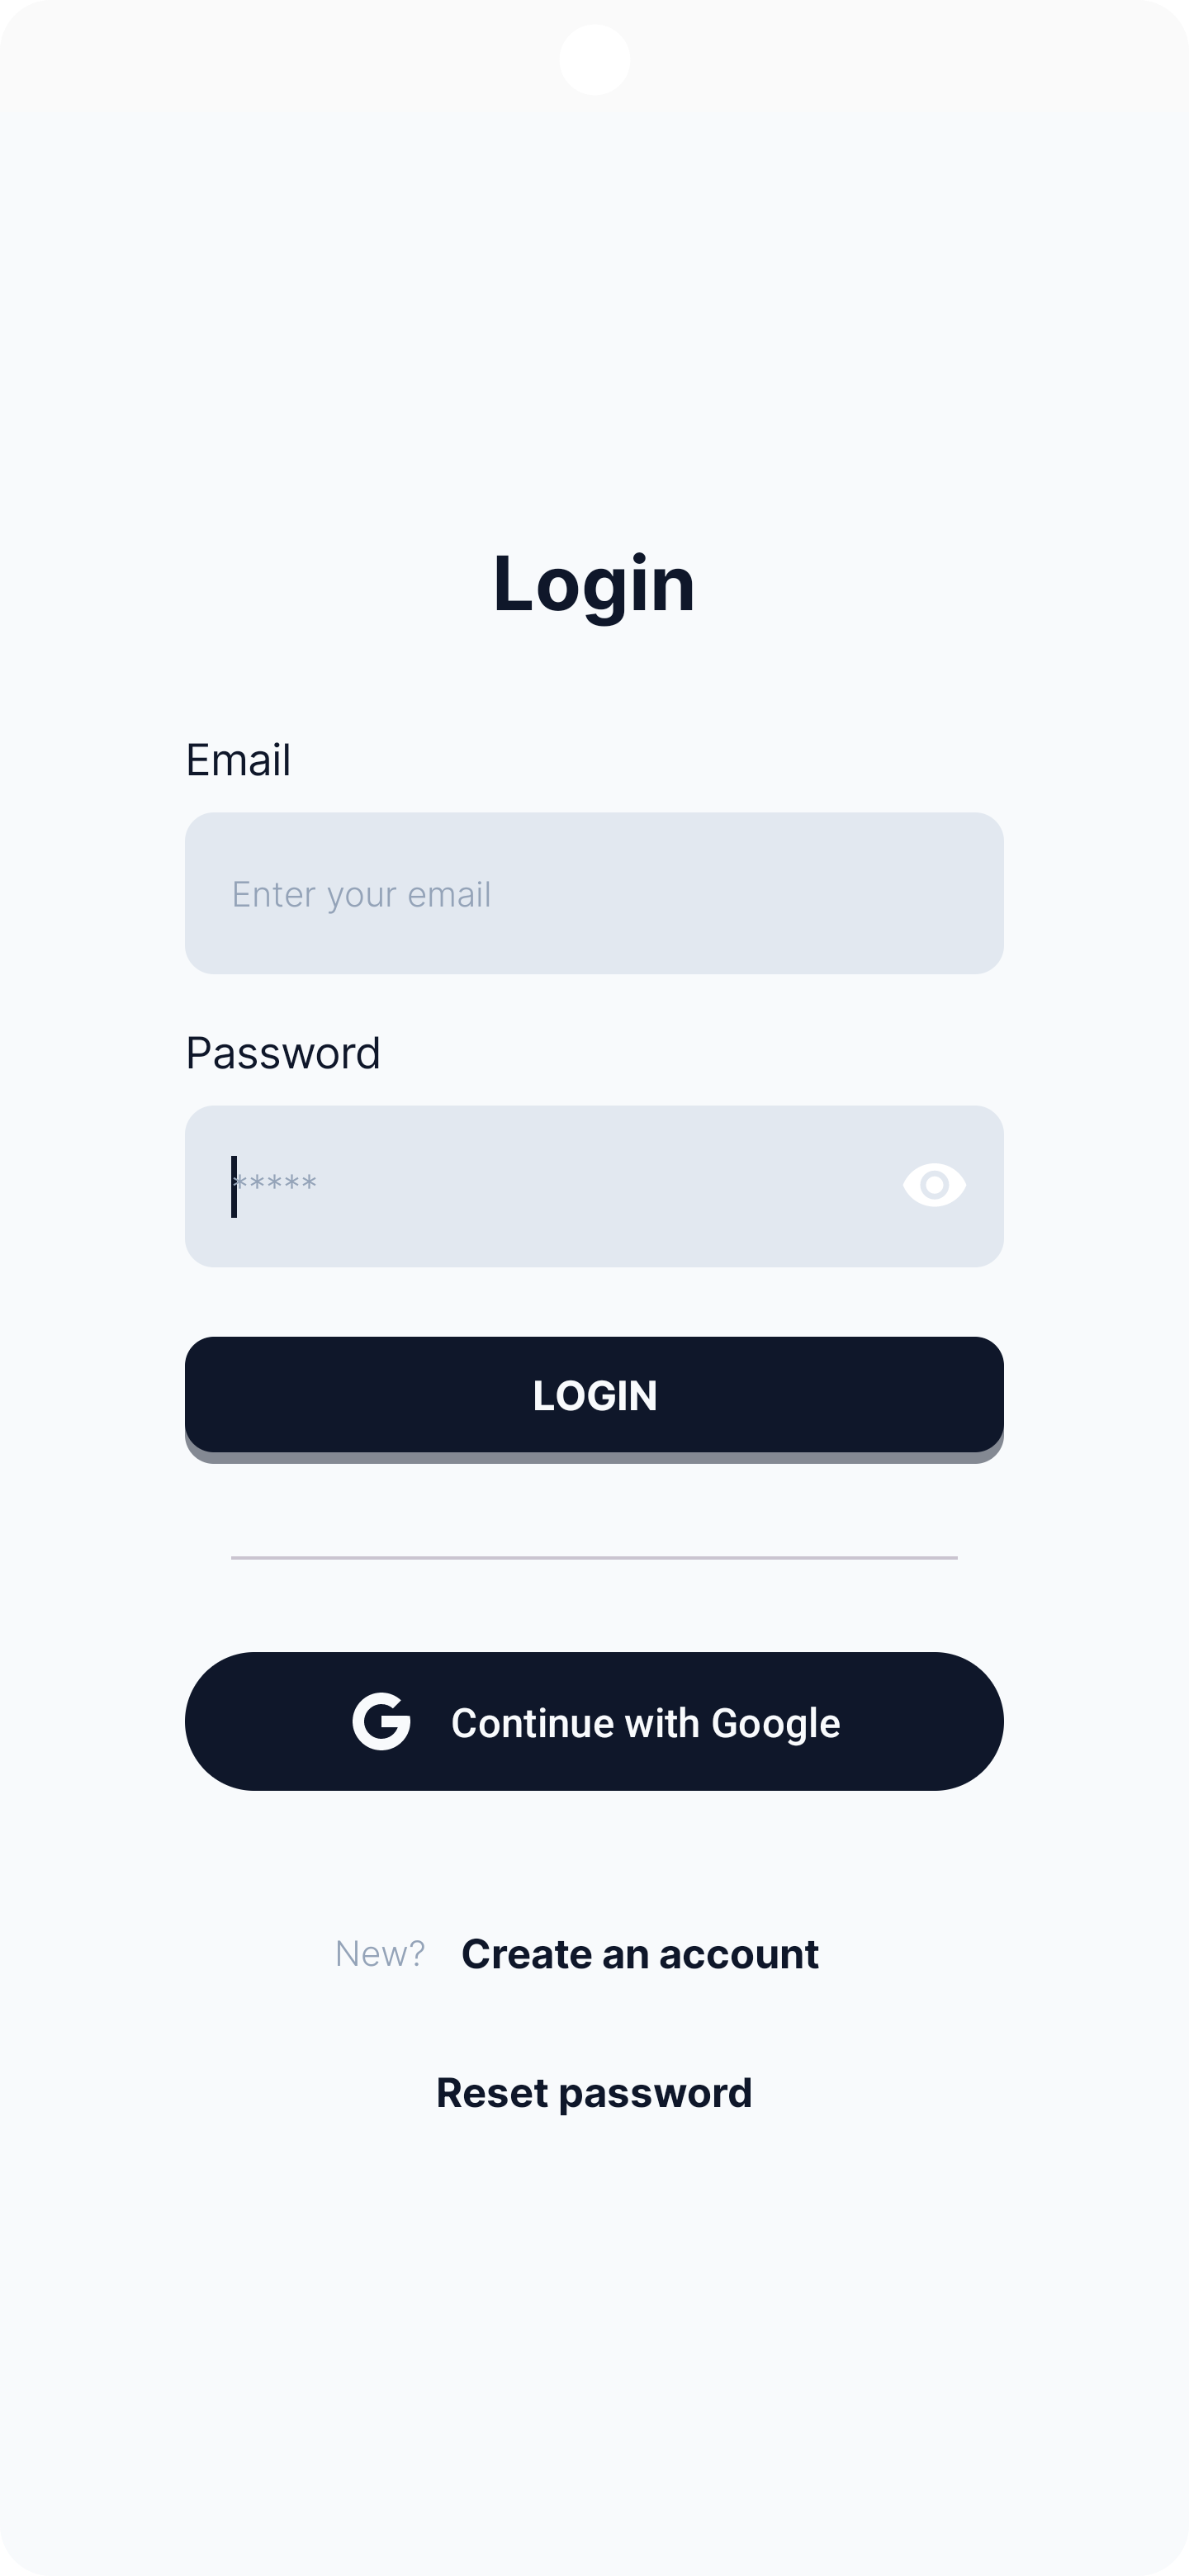 Login
Email
Enter your email
Password
*****
LOGIN
Continue with Google
New? Create an account
Reset password